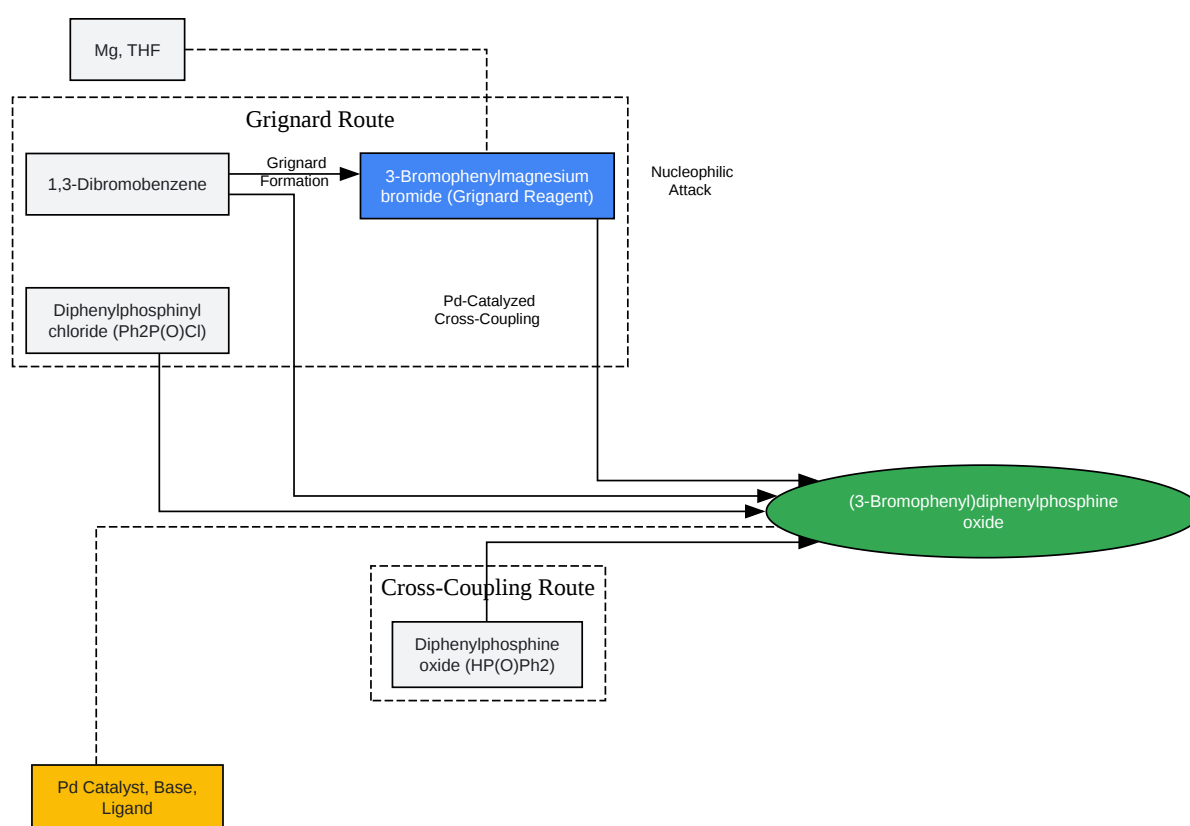 Mg, THF
Grignard Route
1,3-Dibromobenzene
Grignard
Formation
3-Bromophenylmagnesium
bromide (Grignard Reagent)
Nucleophilic
Attack
Diphenylphosphinyl
chloride (Ph2P(O)Cl)
Pd-Catalyzed
Cross-Coupling
(3-Bromophenyl)diphenylphosphine
oxide
Cross-Coupling Route
Diphenylphosphine
oxide (HP(O)Ph2)
Pd Catalyst, Base,
Ligand